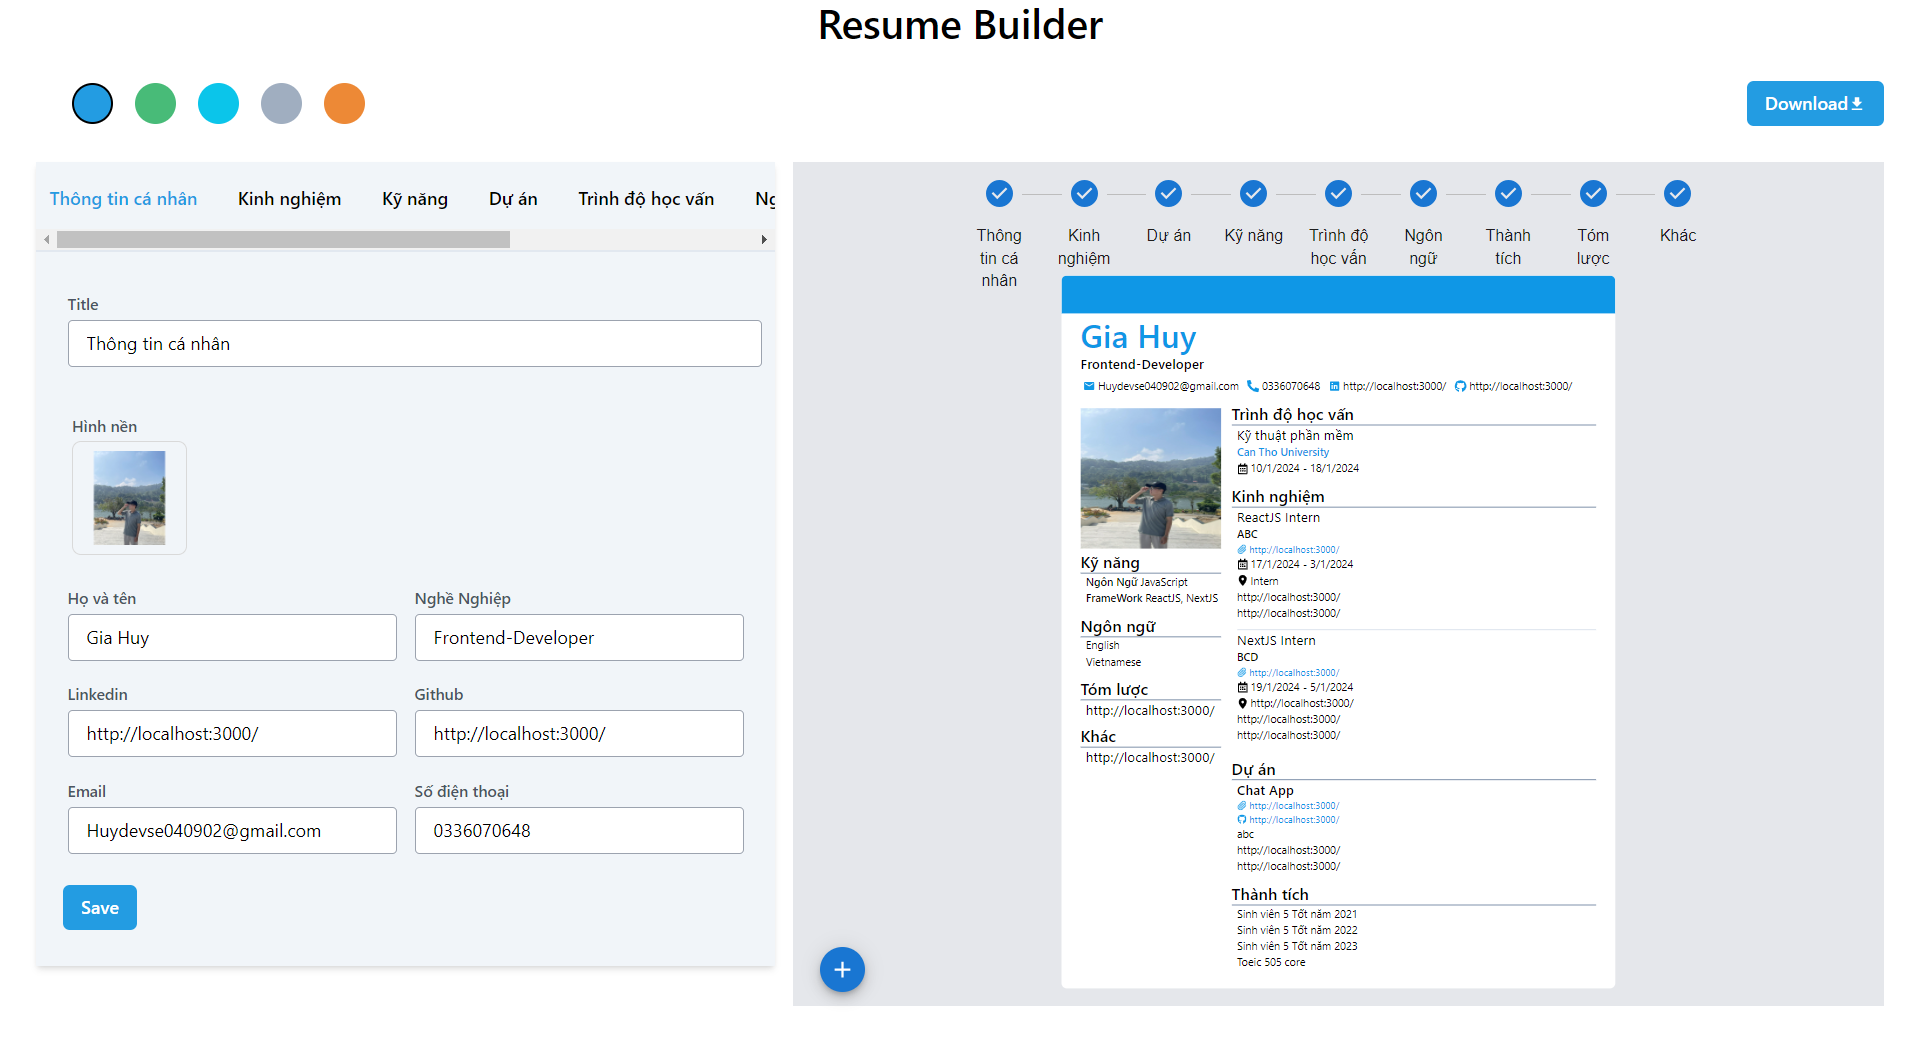 Resume Builder
Download
Thông tin cá nhân Kinh nghiệm Kỹ năng Dự án Trình độ học vấn Ng
Title
Thông tin cá nhân
Hình nền
Họ và tên Nghề Nghiệp
Gia Huy Frontend-Developer
Linkedin Github
http://localhost:3000/ http://localhost:3000/
Email Số điện thoại
Huydevse040902@gmail.com 0336070648
Save
Thông tin cá nhân
Kinh nghiệm
Dự án
Kỹ năng
Trình độ học vấn
Ngôn ngữ
Thành tích
Tóm lược
Khác
Gia Huy
Frontend-Developer
Huydevse040902@gmail.com 0336070648 http://localhost:3000/ http://localhost:3000/
Kỹ năng
Ngôn Ngữ JavaScript
FrameWork ReactJS, NextJS
Ngôn ngữ
English
Vietnamese
Tóm lược
http://localhost:3000/
Khác
http://localhost:3000/
Trình độ học vấn
Kỹ thuật phần mềm
Can Tho University
10/1/2024 - 18/1/2024
Kinh nghiệm
ReactJS Intern
ABC
http://localhost:3000/
17/1/2024 - 3/1/2024
Intern
http://localhost:3000/
http://localhost:3000/
NextJS Intern
BCD
http://localhost:3000/
19/1/2024 - 5/1/2024
http://localhost:3000/
http://localhost:3000/
http://localhost:3000/
Dự án
Chat App
http://localhost:3000/
http://localhost:3000/
abc
http://localhost:3000/
http://localhost:3000/
Thành tích
Sinh viên 5 Tốt năm 2021
Sinh viên 5 Tốt năm 2022
Sinh viên 5 Tốt năm 2023
Toeic 505 core